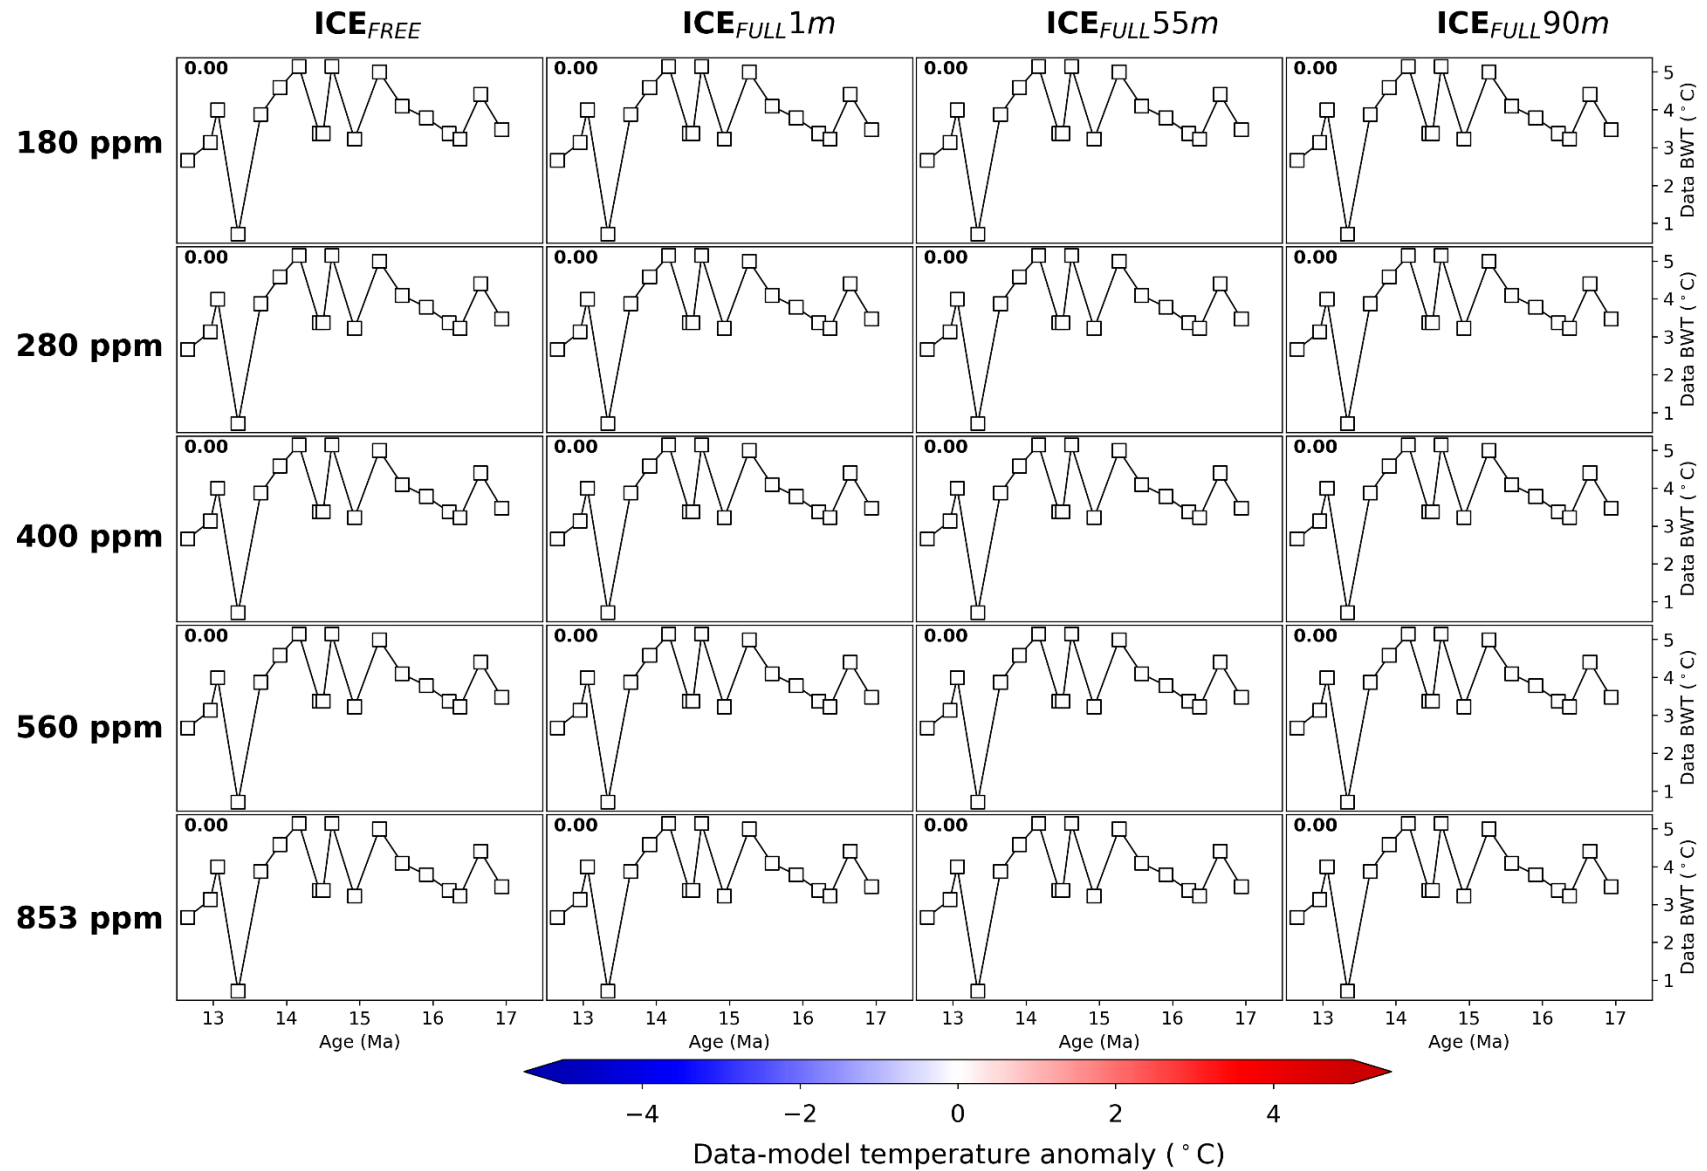 ICE_FREE ICE_FULL1m ICE_FULL55m ICE_FULL90m
180 ppm 0.00 0.00 0.00 0.00
5
4
3
2
1
Data BWT (°C)
280 ppm 0.00 0.00 0.00 0.00
5
4
3
2
1
Data BWT (°C)
400 ppm 0.00 0.00 0.00 0.00
5
4
3
2
1
Data BWT (°C)
560 ppm 0.00 0.00 0.00 0.00
5
4
3
2
1
Data BWT (°C)
853 ppm 0.00 0.00 0.00 0.00
5
4
3
2
1
Data BWT (°C)
13 14 15 16 17 13 14 15 16 17 13 14 15 16 17 13 14 15 16 17
Age (Ma) Age (Ma) Age (Ma) Age (Ma)
−4 −2 0 2 4
Data-model temperature anomaly (°C)